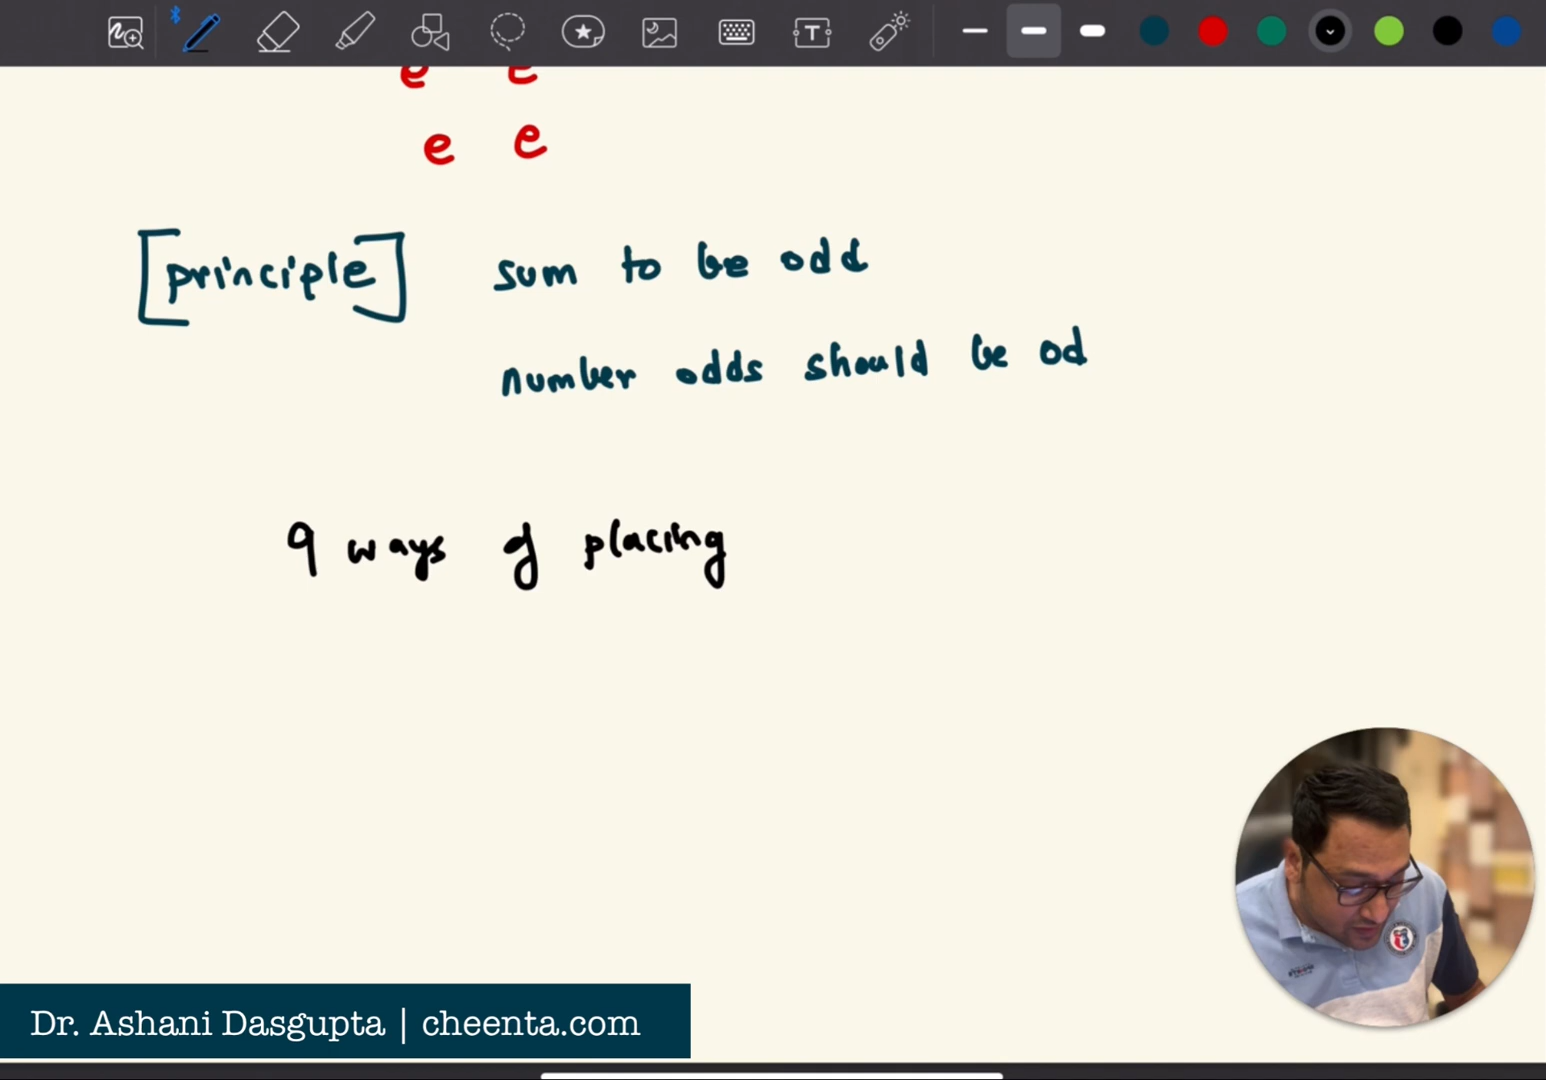 e e
e e
[principle] sum to be odd
number odds should be od
9 ways of placing
Dr. Ashani Dasgupta | cheenta.com